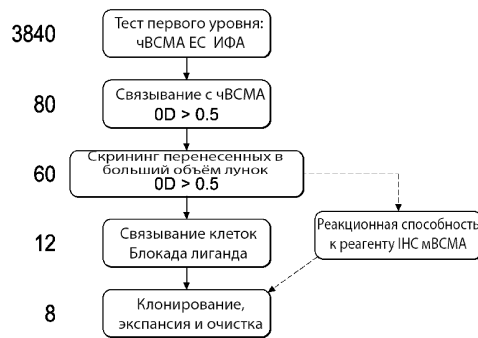 3840
Тест первого уровня:
чВСМА ЕС ИФА
80
Связывание с чВСМА
0D > 0.5
60
Скрининг перенесенных в
больший объём лунок
0D > 0.5
12
Связывание клеток
Блокада лиганда
Реакционная способность
к реагенту IHC мВСМА
8
Клонирование,
экспансия и очистка